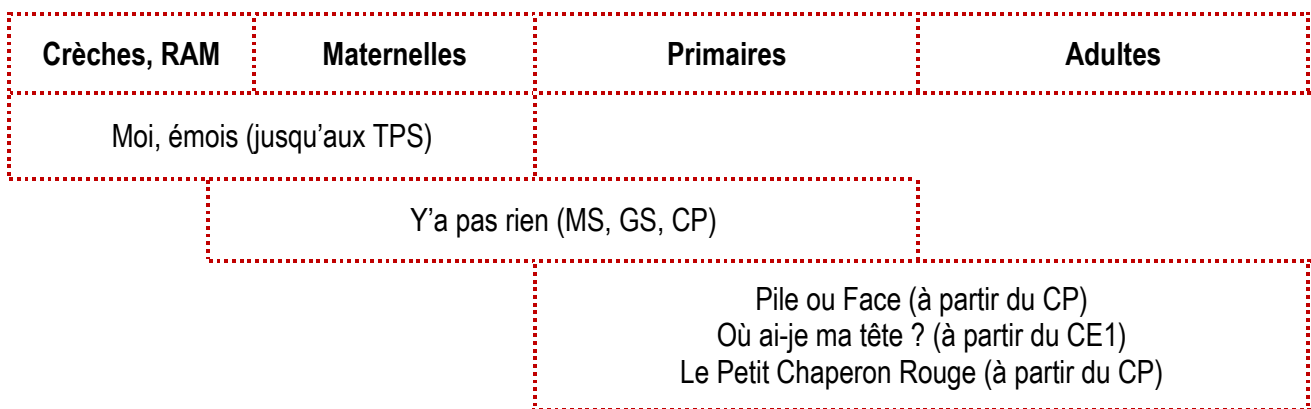 Crèches, RAM
Maternelles
Primaires
Adultes
Moi, émois (jusqu’aux TPS)
Y’a pas rien (MS, GS, CP)
Pile ou Face (à partir du CP)
Où ai-je ma tête ? (à partir du CE1)
Le Petit Chaperon Rouge (à partir du CP)